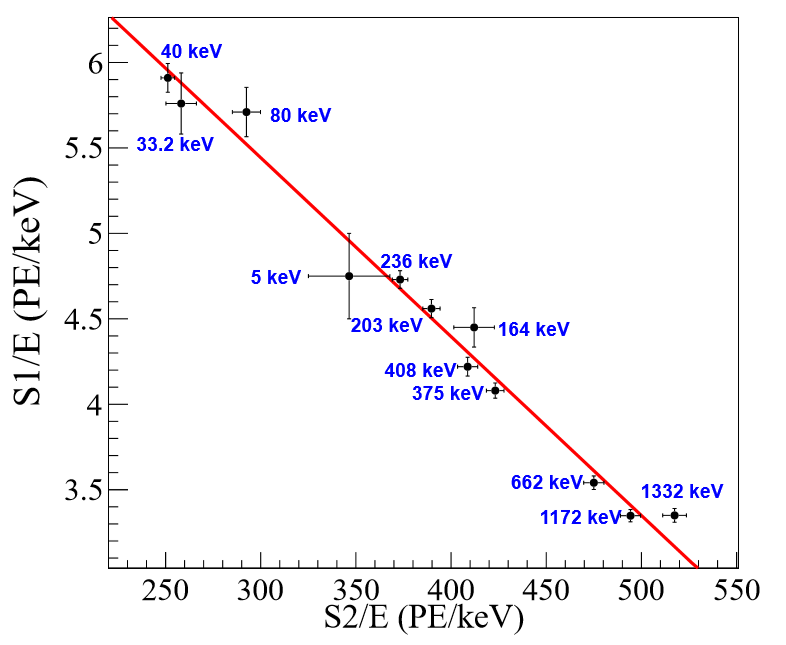 40 keV
6
80 keV
33.2 keV
5.5
5
236 keV
5 keV
4.5
203 keV
164 keV
408 keV
375 keV
4
662 keV
1332 keV
3.5
1172 keV
S1/E (PE/keV)
250 300 350 400 450 500 550
S2/E (PE/keV)